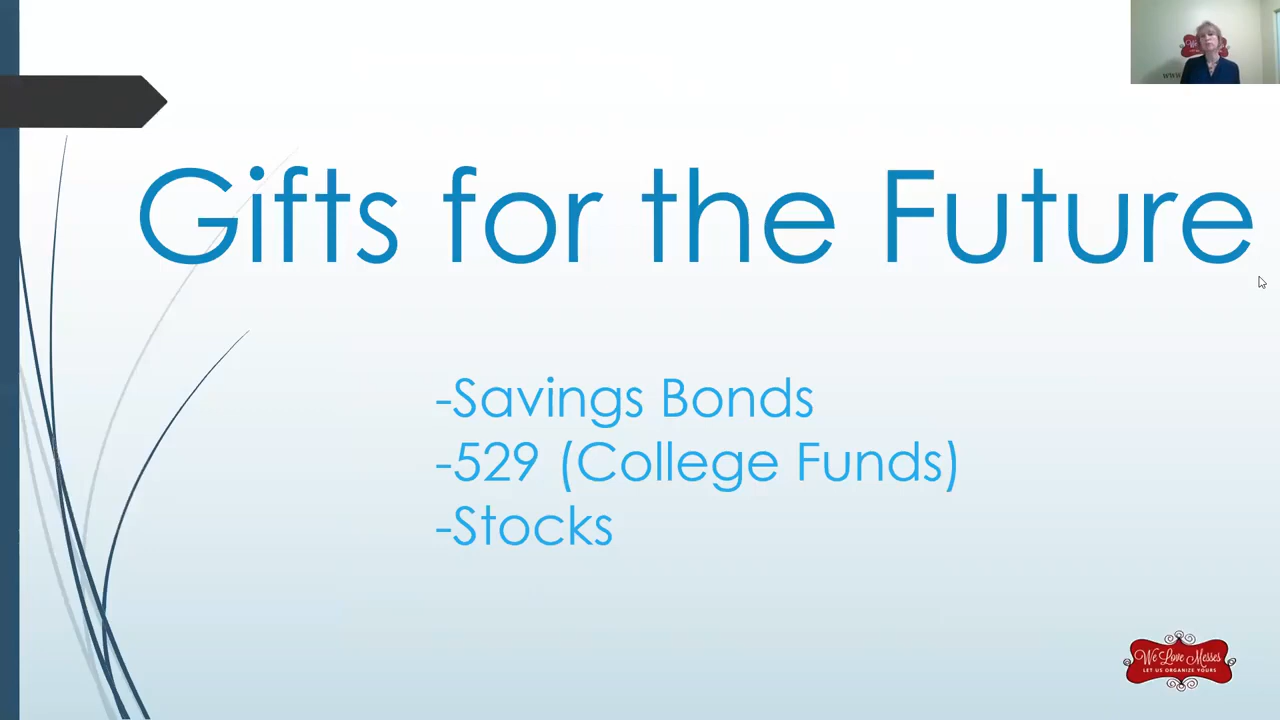 Gifts for the Future
-Savings Bonds
-529 (College Funds)
-Stocks
We Love Messes
LET US ORGANIZE YOURS